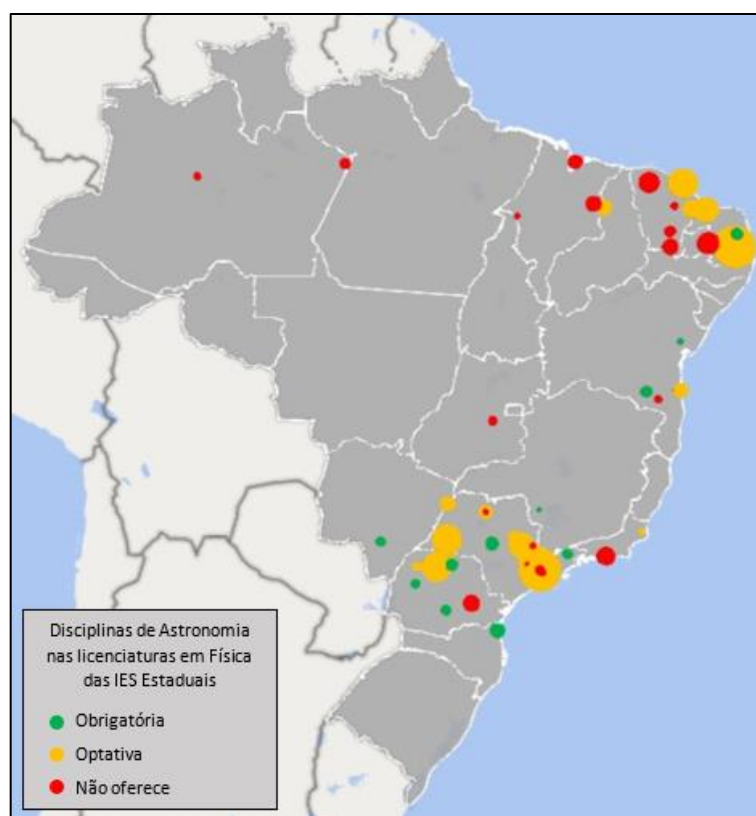 Disciplinas de Astronomia
nas licenciaturas em Física
das IES Estaduais
Obrigatória
Optativa
Não oferece